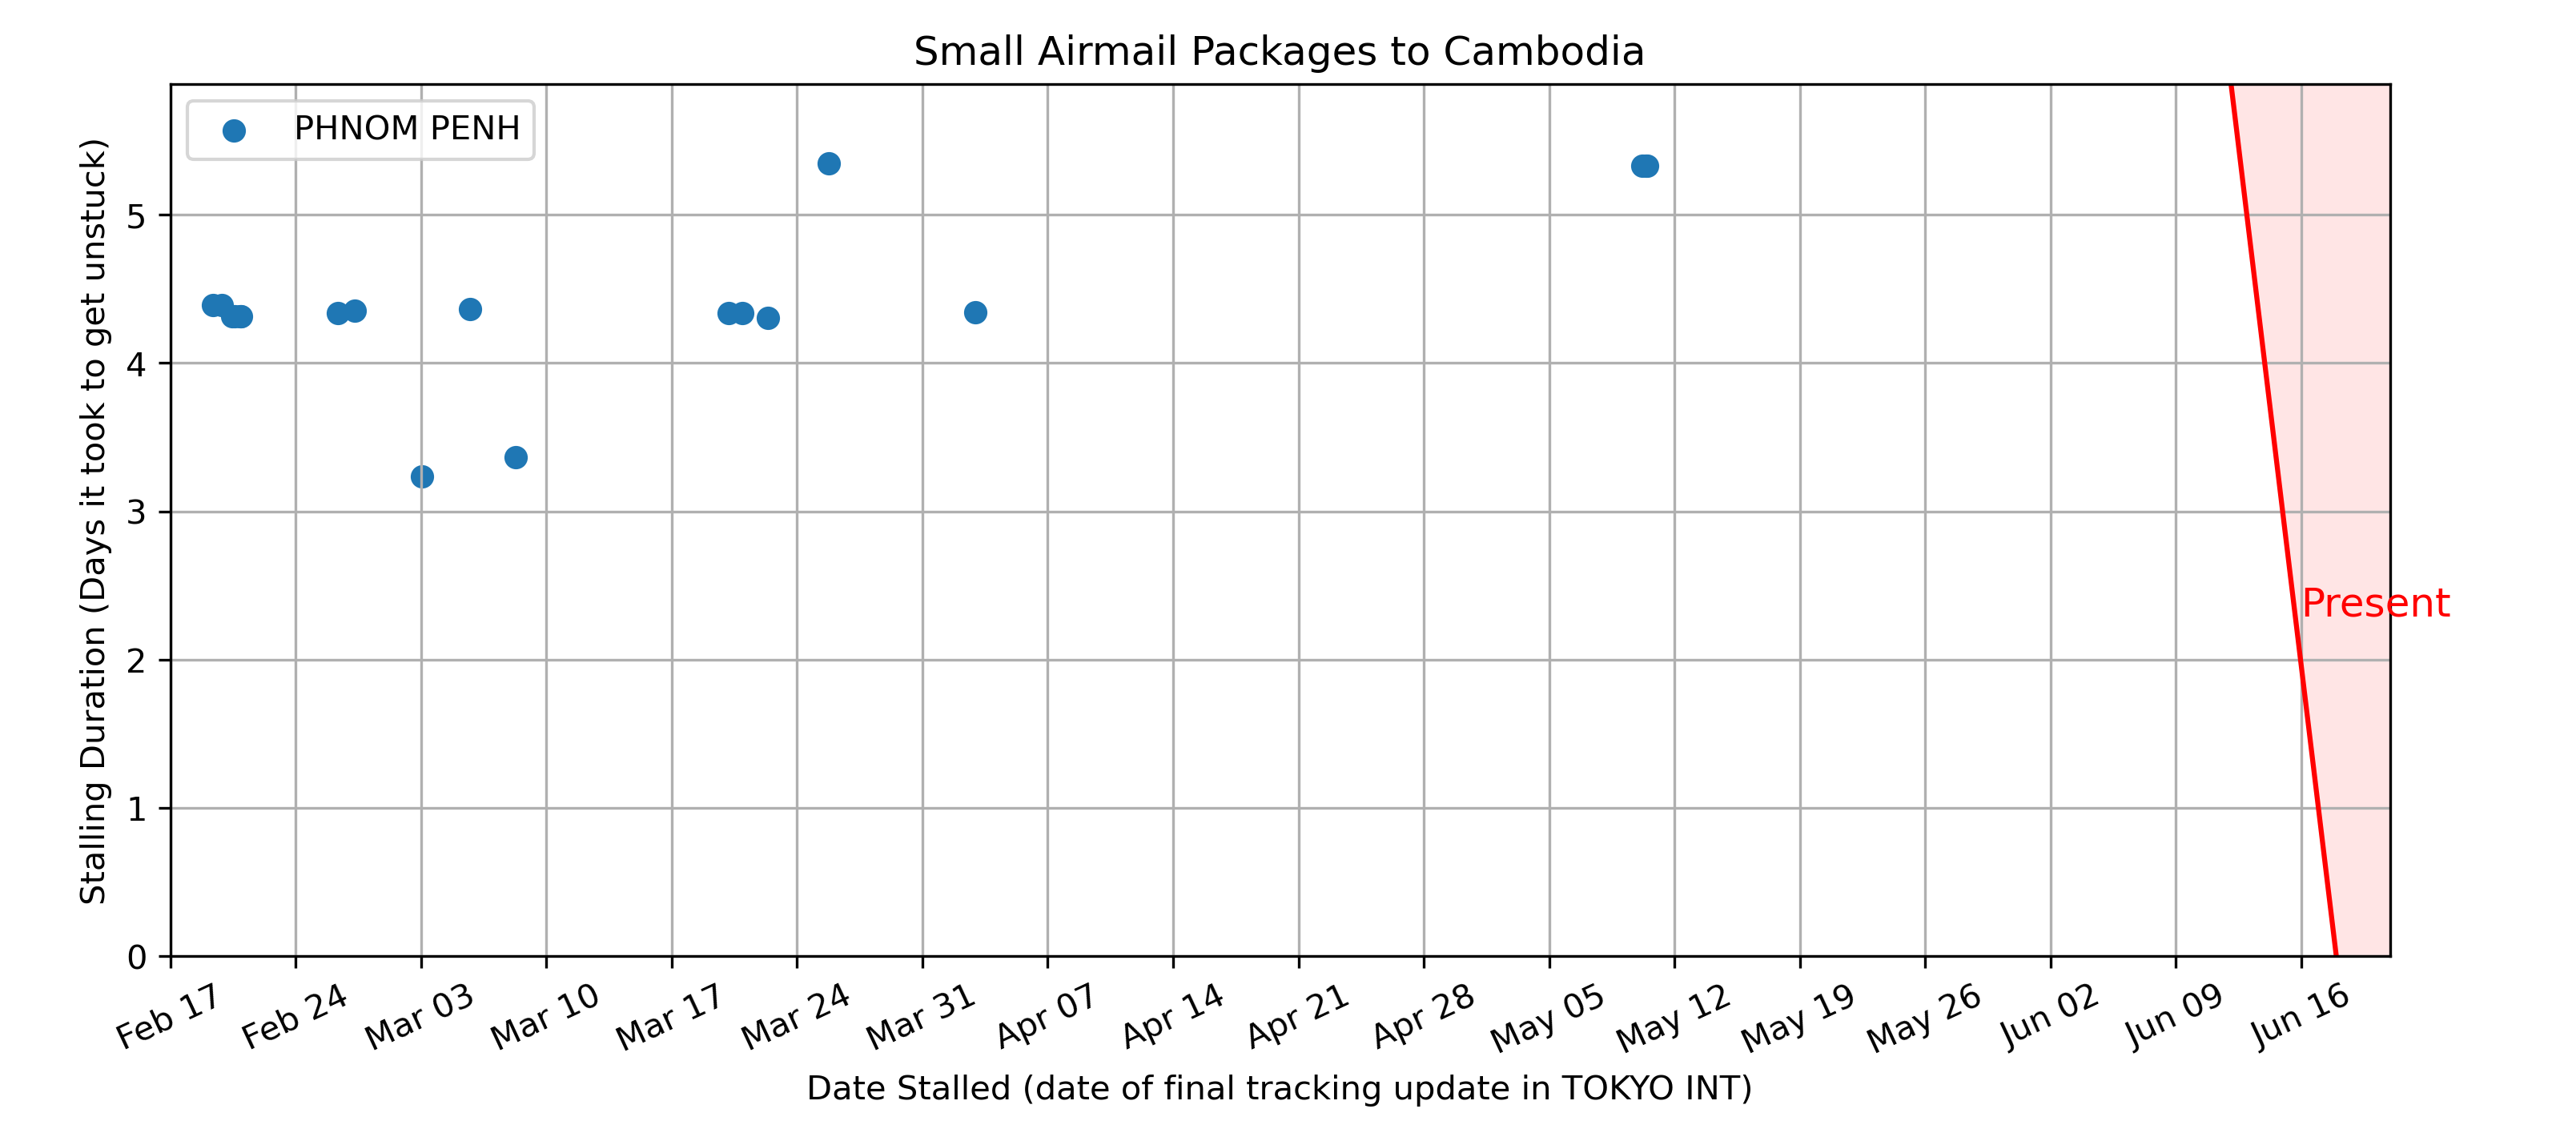 Small Airmail Packages to Cambodia
PHNOM PENH
Stalling Duration (Days it took to get unstuck)
5
4
3
2
1
0
Present
Feb 17
Feb 24
Mar 03
Mar 10
Mar 17
Mar 24
Mar 31
Apr 07
Apr 14
Apr 21
Apr 28
May 05
May 12
May 19
May 26
Jun 02
Jun 09
Jun 16
Date Stalled (date of final tracking update in TOKYO INT)